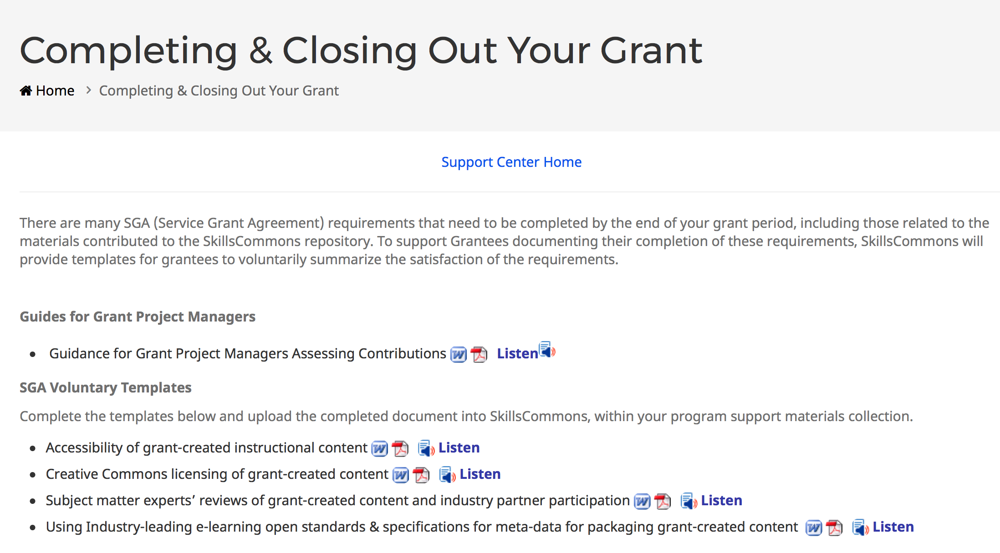 Completing & Closing Out Your Grant
Home > Completing & Closing Out Your Grant
Support Center Home
There are many SGA (Service Grant Agreement) requirements that need to be completed by the end of your grant period, including those related to the
materials contributed to the SkillsCommons repository. To support Grantees documenting their completion of these requirements, SkillsCommons will
provide templates for grantees to voluntarily summarize the satisfaction of the requirements.
Guides for Grant Project Managers
• Guidance for Grant Project Managers Assessing Contributions Listen
SGA Voluntary Templates
Complete the templates below and upload the completed document into SkillsCommons, within your program support materials collection.
• Accessibility of grant-created instructional content Listen
• Creative Commons licensing of grant-created content Listen
• Subject matter experts’ reviews of grant-created content and industry partner participation Listen
• Using Industry-leading e-learning open standards & specifications for meta-data for packaging grant-created content Listen